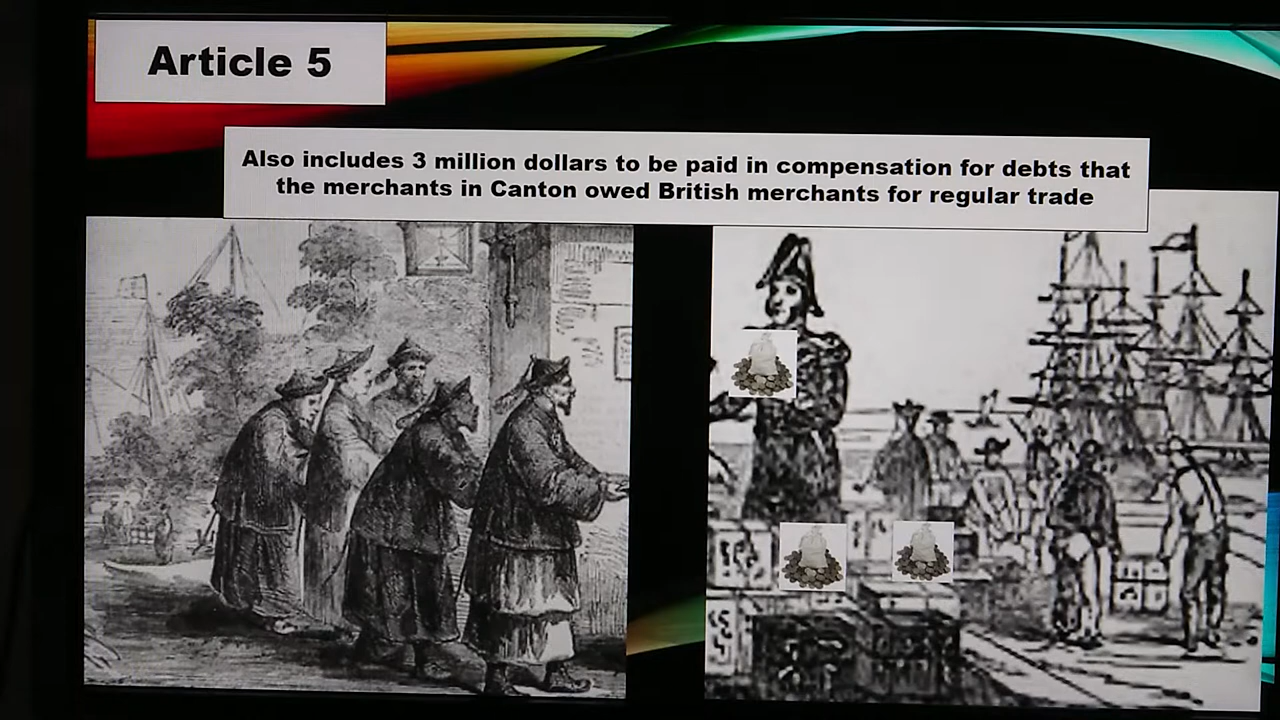 Article 5
Also includes 3 million dollars to be paid in compensation for debts that
the merchants in Canton owed British merchants for regular trade